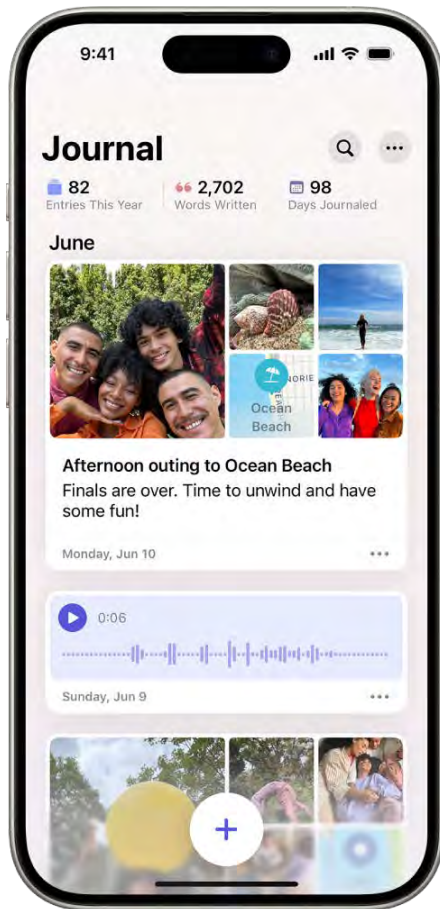 9:41
Journal
82
Entries This Year
2,702
Words Written
98
Days Journaled
June
NORIE
EA
Ocean
Beach
Afternoon outing to Ocean Beach
Finals are over. Time to unwind and have
some fun!
Monday, Jun 10
0:06
Sunday, Jun 9